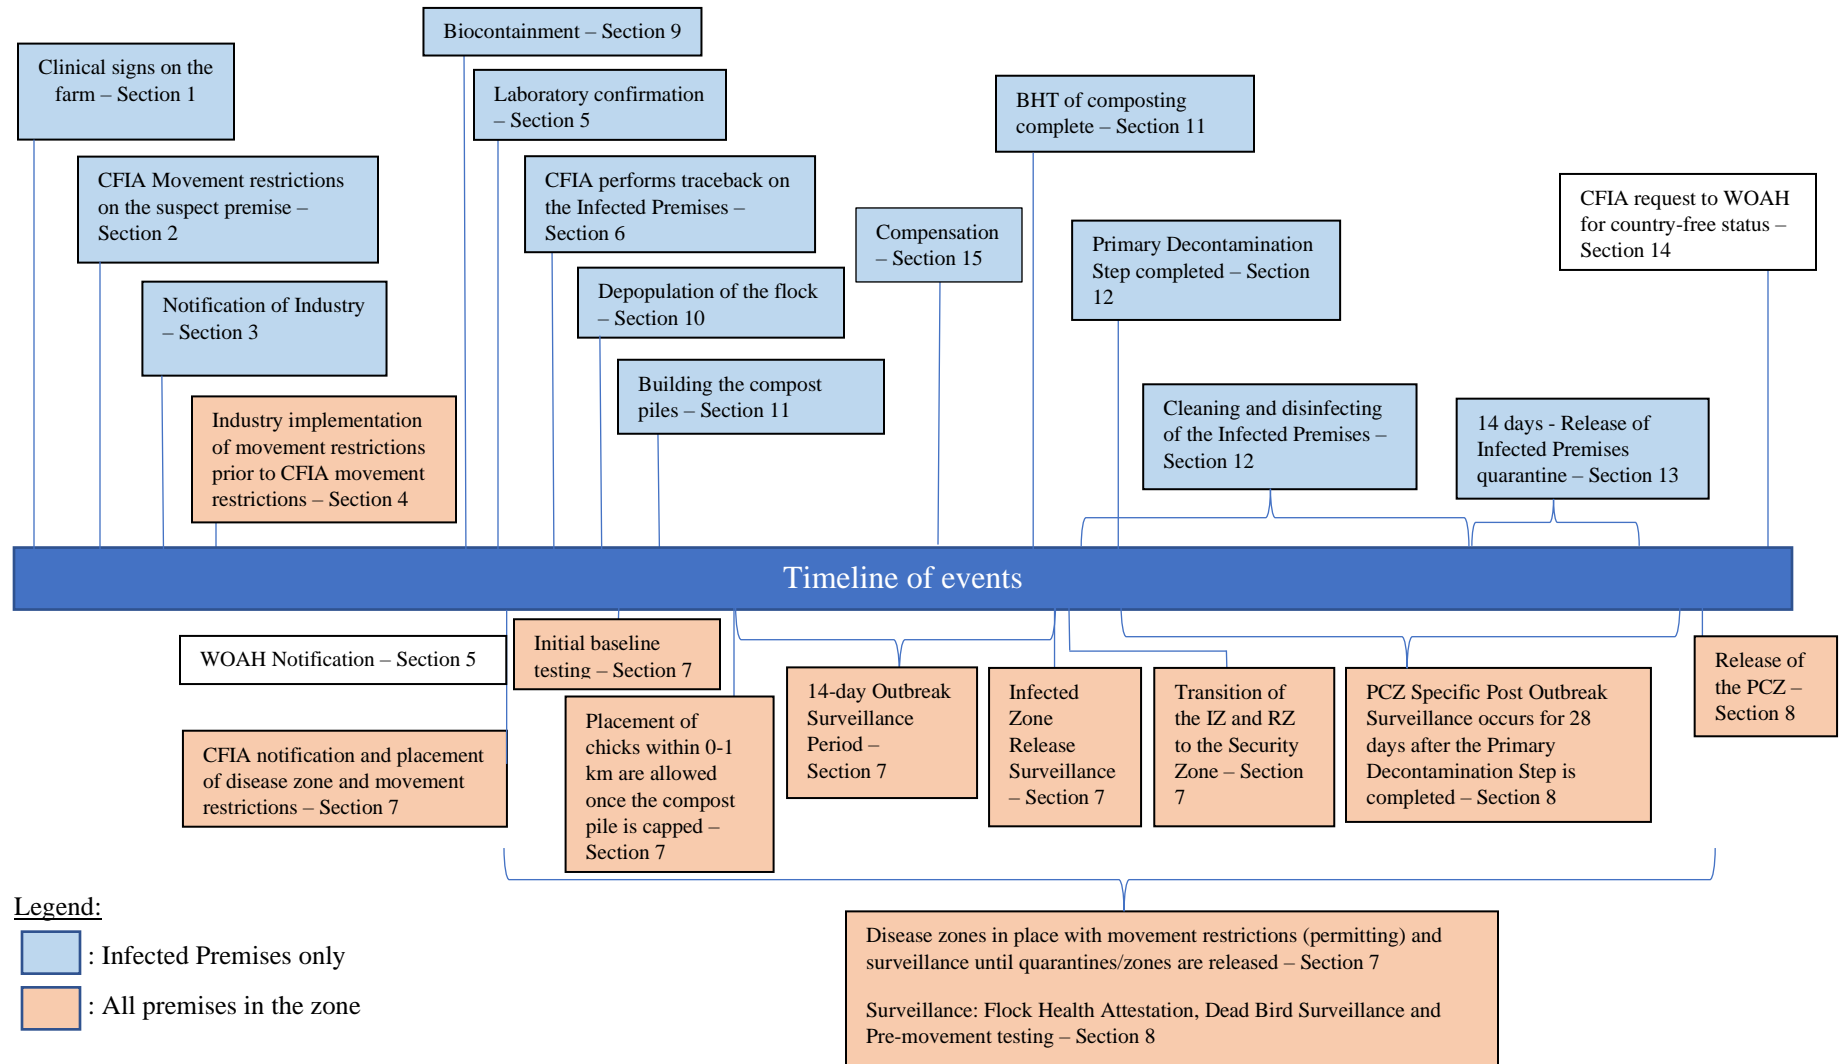 Biocontainment – Section 9
Clinical signs on the
farm – Section 1
Laboratory confirmation
– Section 5
BHT of composting
complete – Section 11
CFIA Movement restrictions
on the suspect premise –
Section 2
CFIA performs traceback on
the Infected Premises –
Section 6
Compensation
– Section 15
Primary Decontamination
Step completed – Section
12
CFIA request to WOAH
for country-free status –
Section 14
Notification of Industry
– Section 3
Depopulation of the flock
– Section 10
Building the compost
piles – Section 11
Industry implementation
of movement restrictions
prior to CFIA movement
restrictions – Section 4
Cleaning and disinfecting
of the Infected Premises –
Section 12
14 days - Release of
Infected Premises
quarantine – Section 13
Timeline of events
WOAH Notification – Section 5
Initial baseline
testing – Section 7
CFIA notification and placement
of disease zone and movement
restrictions – Section 7
Placement of
chicks within 0-1
km are allowed
once the compost
pile is capped –
Section 7
14-day Outbreak
Surveillance
Period –
Section 7
Infected
Zone
Release
Surveillance
– Section 7
Transition of
the IZ and RZ
to the Security
Zone – Section
7
PCZ Specific Post Outbreak
Surveillance occurs for 28
days after the Primary
Decontamination Step is
completed – Section 8
Release of
the PCZ –
Section 8
Legend:
: Infected Premises only
: All premises in the zone
Disease zones in place with movement restrictions (permitting) and
surveillance until quarantines/zones are released – Section 7
Surveillance: Flock Health Attestation, Dead Bird Surveillance and
Pre-movement testing – Section 8